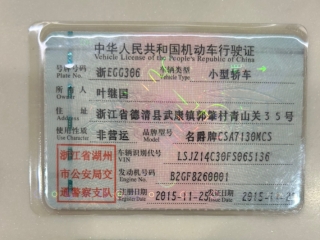 中华人民共和国机动车行驶证
Vehicle License of the People's Republic of China
号牌号码 浙EGG306 车辆类型 小型轿车
Plate No. Vehicle Type
所有人 叶继国
Owner
住址 浙江省德清县武康镇郭肇村青山关35号
Address
使用性质 非营运 品牌型号 名爵牌CSA7130MCS
Use Character Model
浙江省湖州 车辆识别代号 LSJZ14C30FS065136
VIN
市公安局交 发动机号码 B2GF8260001
Engine No.
通警察支队 注册日期 2015-11-25 发证日期 2015-11-25
Register Date Issue Date